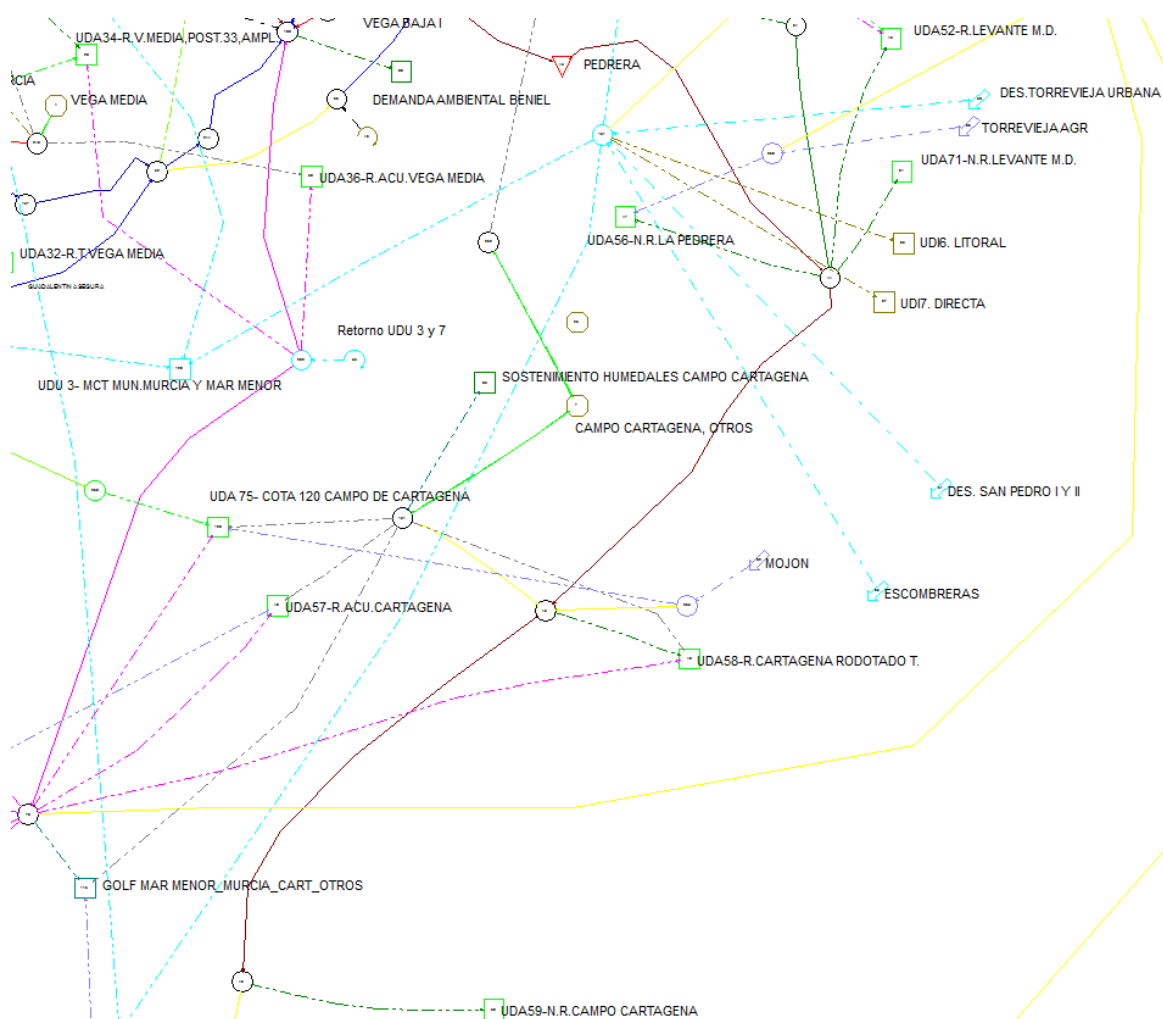 VEGA BAJA I
UDA34-R.V.MEDIA,POST.33,AMPL.
UDA52-R.LEVANTE M.D.
PEDRERA
RCIA
VEGA MEDIA
DEMANDA AMBIENTAL BENIEL
DES.TORREVIEJA URBANA
TORREVIEJA AGR
UDA71-N.R.LEVANTE M.D.
UDA36-R.ACU.VEGA MEDIA
UDA56-N.R.LA PEDRERA
UDI6. LITORAL
UDA32-R.T.VEGA MEDIA
GUADALENTIN A SEGURA
UDI7. DIRECTA
Retorno UDU 3 y 7
UDU 3- MCT MUN.MURCIA Y MAR MENOR
SOSTENIMIENTO HUMEDALES CAMPO CARTAGENA
CAMPO CARTAGENA, OTROS
UDA 75- COTA 120 CAMPO DE CARTAGENA
DES. SAN PEDRO I Y II
MOJON
ESCOMBRERAS
UDA57-R.ACU.CARTAGENA
UDA58-R.CARTAGENA RODOTADO T.
GOLF MAR MENOR_MURCIA_CART_OTROS
UDA59-N.R.CAMPO CARTAGENA